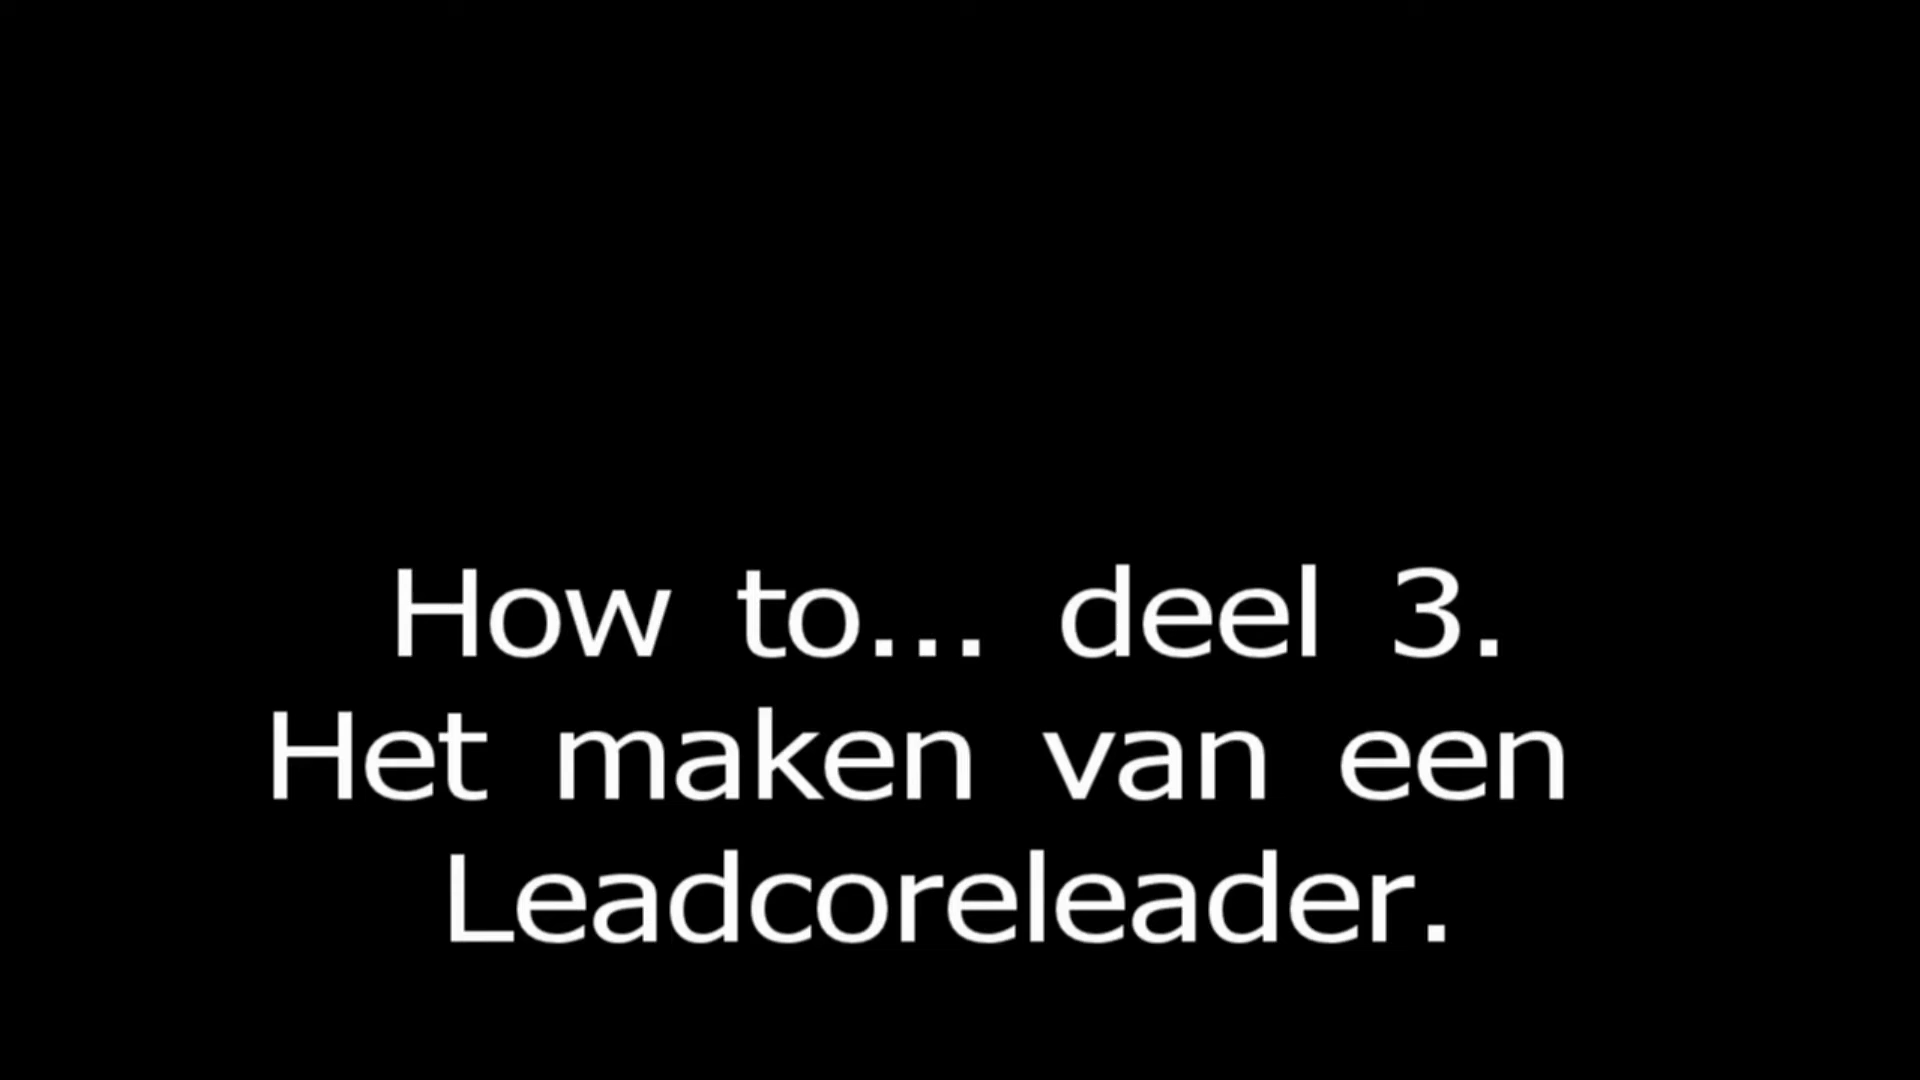 How to... deel 3.
Het maken van een
Leadcoreleader.